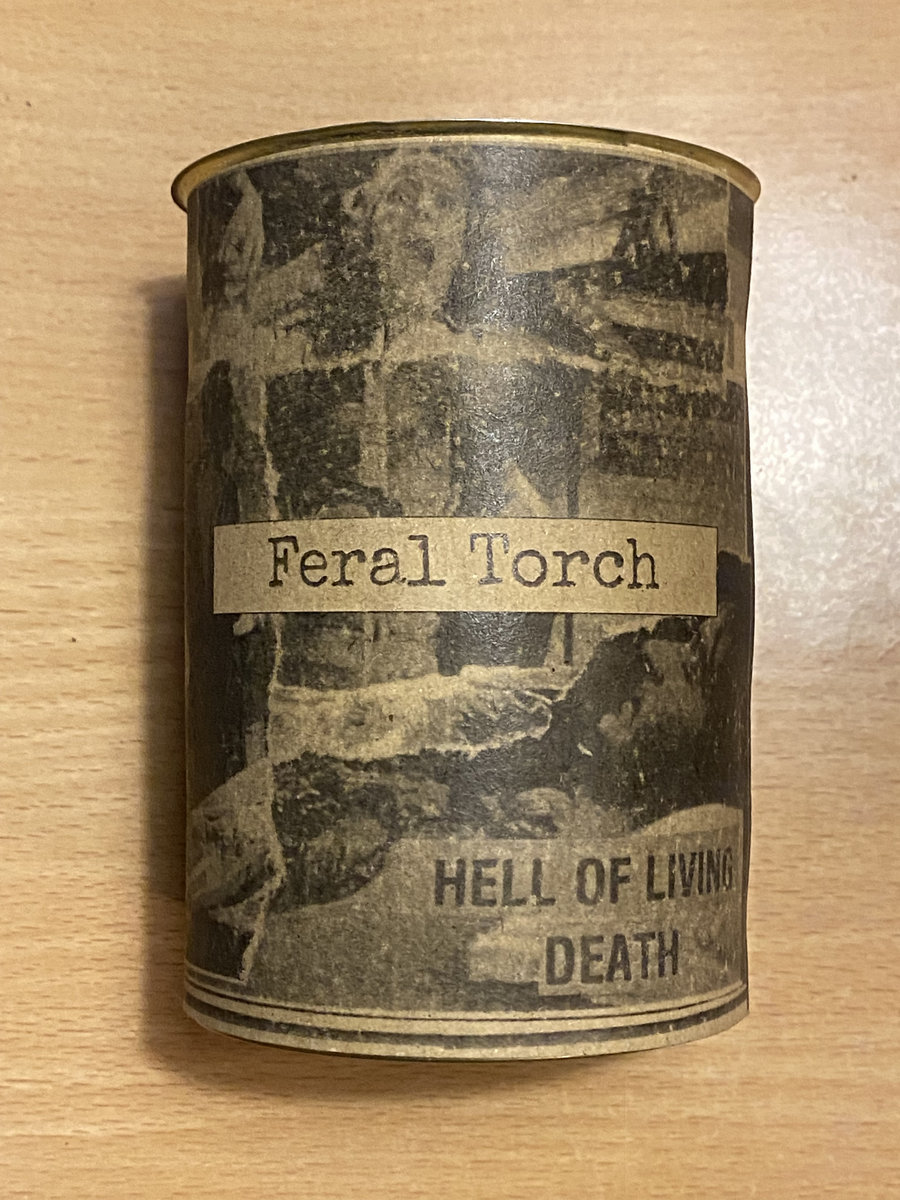 Feral Torch
HELL OF LIVING
DEATH